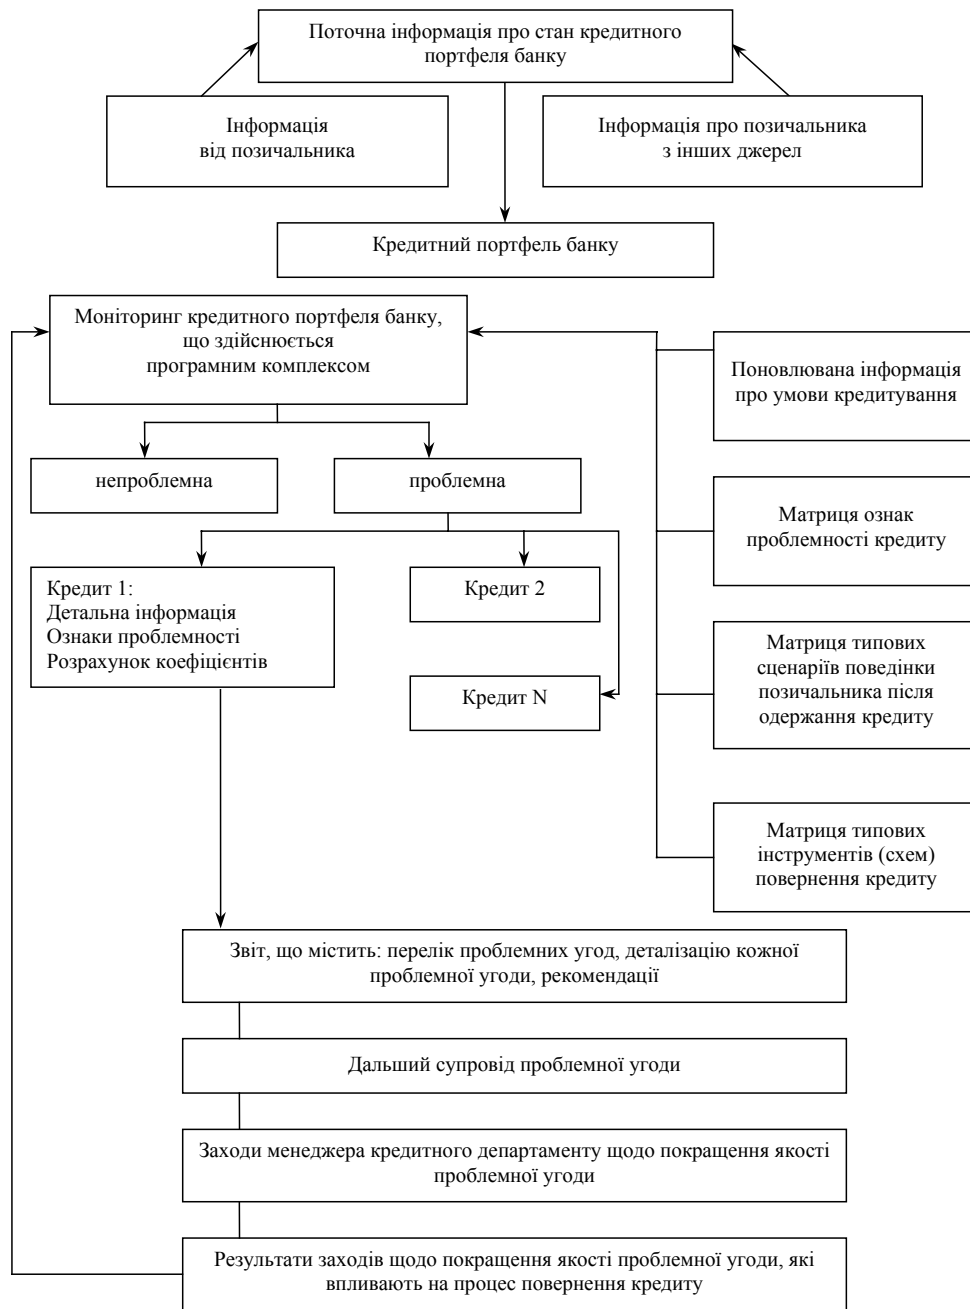 Поточна інформація про стан кредитного
портфеля банку
Інформація
від позичальника
Інформація про позичальника
з інших джерел
Кредитний портфель банку
Моніторинг кредитного портфеля банку,
що здійснюється
програмним комплексом
Поновлювана інформація
про умови кредитування
непроблемна
проблемна
Матриця ознак
проблемності кредиту
Кредит 1:
Детальна інформація
Ознаки проблемності
Розрахунок коефіцієнтів
Кредит 2
Кредит N
Матриця типових
сценаріїв поведінки
позичальника після
одержання кредиту
Матриця типових
інструментів (схем)
повернення кредиту
Звіт, що містить: перелік проблемних угод, деталізацію кожної
проблемної угоди, рекомендації
Дальший супровід проблемної угоди
Заходи менеджера кредитного департаменту щодо покращення якості
проблемної угоди
Результати заходів щодо покращення якості проблемної угоди, які
впливають на процес повернення кредиту